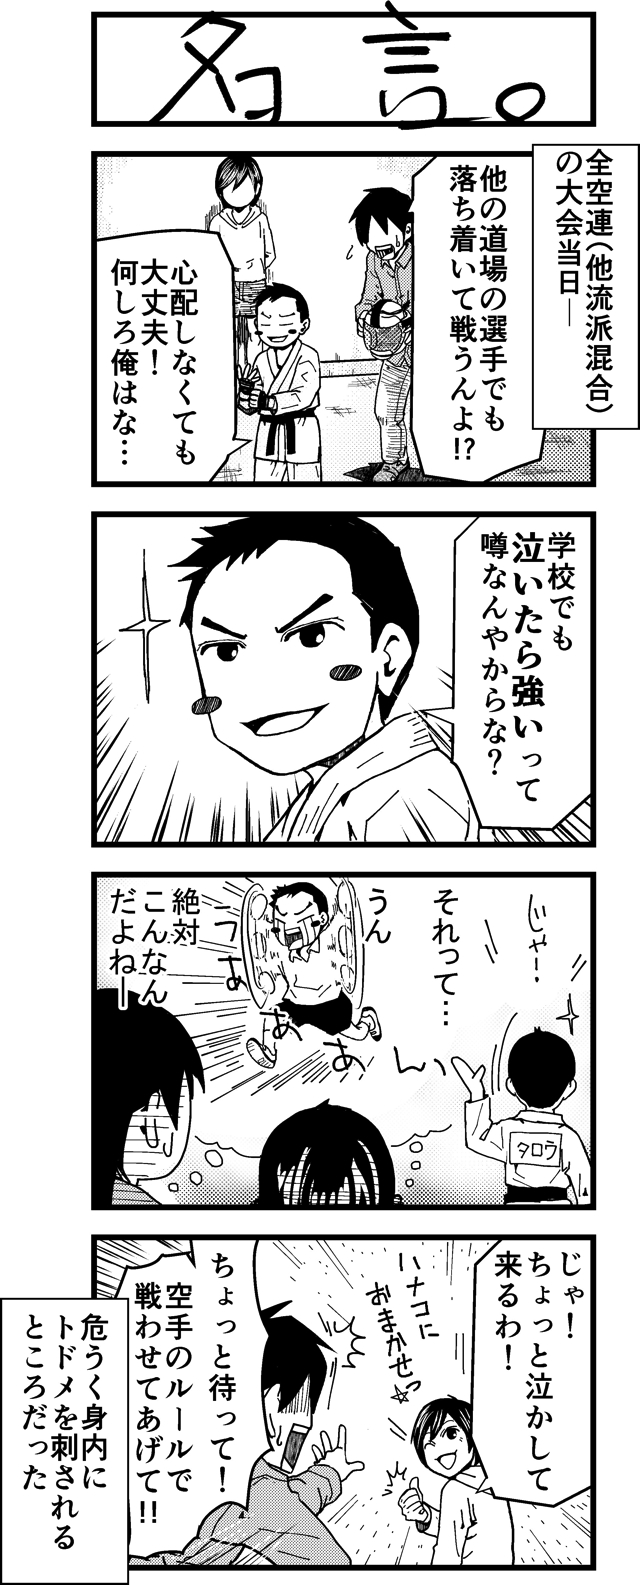 名言。
全空連(他流派混合)
の大会当日―
他の道場の選手でも
落ち着いて戦うんよ!?
心配しなくても
大丈夫!
何しろ俺はな…
学校でも
泣いたら強いって
噂なんやからな?
じゃ!
それって…
うわあああん
うん
絶対
こんなん
だよねー
タロウ
じゃ!
ちょっと泣かして
来るわ!
ハナコに
おまかせっ☆
ちょっと待って!
空手のルールで
戦わせてあげて!!
危うく身内に
トドメを刺される
ところだった